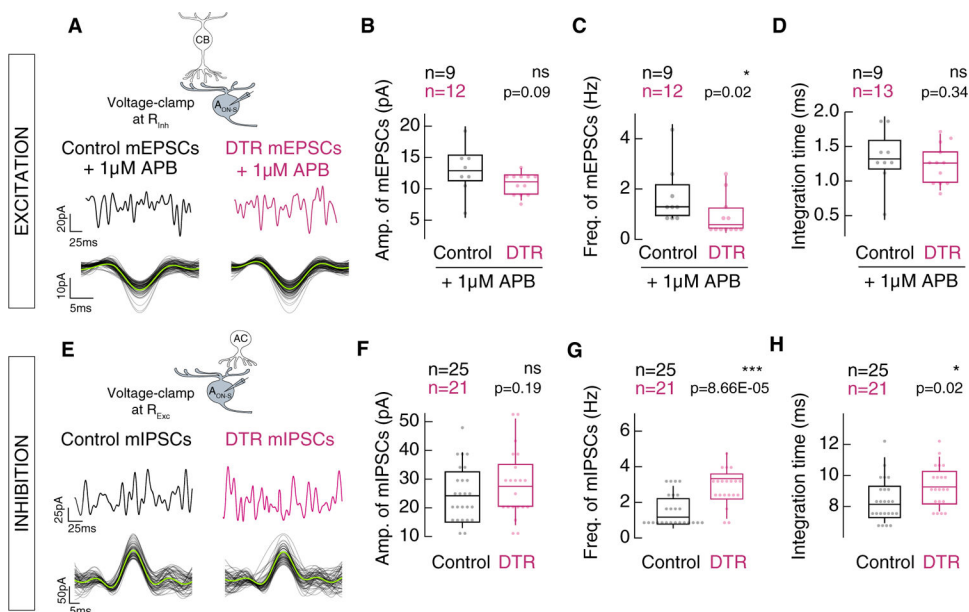 EXCITATION
A
CB
A_ON-S
Voltage-clamp
at R_Inh
Control mEPSCs
+ 1μM APB
DTR mEPSCs
+ 1μM APB
20pA
25ms
10pA
5ms
B
n=9
ns
n=12
p=0.09
Amp. of mEPSCs (pA)
20
15
10
5
Control
DTR
+ 1μM APB
C
n=9
*
n=12
p=0.02
Freq. of mEPSCs (Hz)
4
2
0
Control
DTR
+ 1μM APB
D
n=9
ns
n=13
p=0.34
Integration time (ms)
2.0
1.5
1.0
0.5
Control
DTR
+ 1μM APB
INHIBITION
E
AC
A_ON-S
Voltage-clamp
at R_Exc
Control mIPSCs
DTR mIPSCs
25pA
25ms
50pA
5ms
F
n=25
ns
n=21
p=0.19
Amp. of mIPSCs (pA)
50
40
30
20
10
Control
DTR
G
n=25
***
n=21
p=8.66E-05
Freq. of mIPSCs (Hz)
6
4
2
0
Control
DTR
H
n=25
*
n=21
p=0.02
Integration time (ms)
12
10
8
Control
DTR